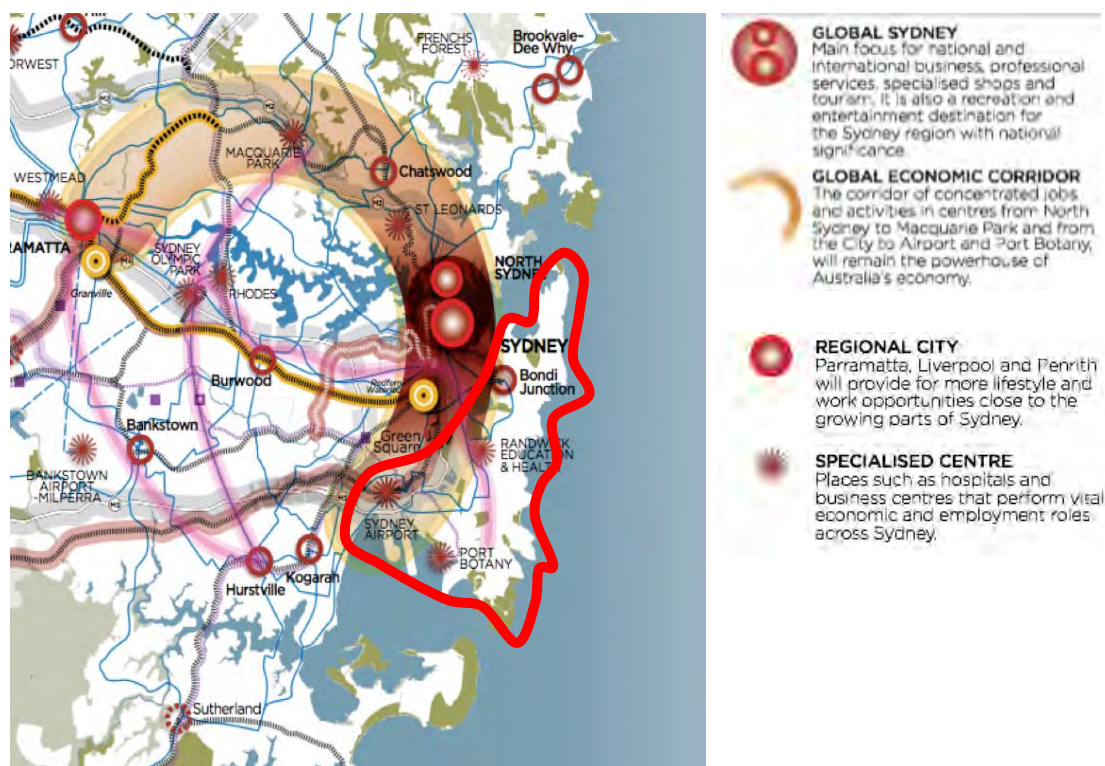 FRENCHS
FOREST
Brookvale–
Dee Why
ORWEST
M2
M2
MACQUARIE
PARK
Chatswood
WESTMEAD
M3
ST LEONARDS
RAMATTA
M4
SYDNEY
OLYMPIC
PARK
NORTH
SYDNEY
Granville
RHODES
SYDNEY
Burwood
Redfern
Bondi
Junction
Bankstown
Green
Square
RANDWICK
EDUCATION
& HEALTH
BANKSTOWN
AIRPORT
-MILPERRA
M5
M5
SYDNEY
AIRPORT
PORT
BOTANY
Hurstville
Kogarah
Sutherland
GLOBAL SYDNEY
Main focus for national and
international business, professional
services, specialised shops and
tourism. It is also a recreation and
entertainment destination for
the Sydney region with national
significance.
GLOBAL ECONOMIC CORRIDOR
The corridor of concentrated jobs
and activities in centres from North
Sydney to Macquarie Park and from
the City to Airport and Port Botany,
will remain the powerhouse of
Australia's economy.
REGIONAL CITY
Parramatta, Liverpool and Penrith
will provide for more lifestyle and
work opportunities close to the
growing parts of Sydney.
SPECIALISED CENTRE
Places such as hospitals and
business centres that perform vital
economic and employment roles
across Sydney.